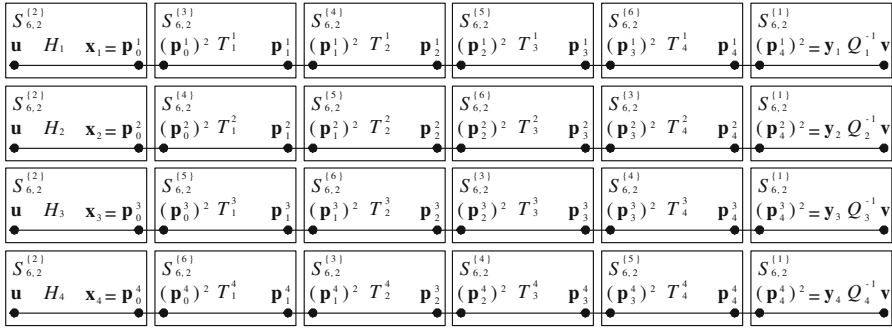 S_{6,2}^{{2}} S_{6,2}^{{3}} S_{6,2}^{{4}} S_{6,2}^{{5}} S_{6,2}^{{6}} S_{6,2}^{{1}}
u H_1 x_1 = p_0^1 (p_0^1)^2 T_1^1 p_1^1 (p_1^1)^2 T_2^1 p_2^1 (p_2^1)^2 T_3^1 p_3^1 (p_3^1)^2 T_4^1 p_4^1 (p_4^1)^2 = y_1 Q_1^{-1} v
S_{6,2}^{{2}} S_{6,2}^{{4}} S_{6,2}^{{5}} S_{6,2}^{{6}} S_{6,2}^{{3}} S_{6,2}^{{1}}
u H_2 x_2 = p_0^2 (p_0^2)^2 T_1^2 p_1^2 (p_1^2)^2 T_2^2 p_2^2 (p_2^2)^2 T_3^2 p_3^2 (p_3^2)^2 T_4^2 p_4^2 (p_4^2)^2 = y_2 Q_2^{-1} v
S_{6,2}^{{2}} S_{6,2}^{{5}} S_{6,2}^{{6}} S_{6,2}^{{3}} S_{6,2}^{{4}} S_{6,2}^{{1}}
u H_3 x_3 = p_0^3 (p_0^3)^2 T_1^3 p_1^3 (p_1^3)^2 T_2^3 p_2^3 (p_2^3)^2 T_3^3 p_3^3 (p_3^3)^2 T_4^3 p_4^3 (p_4^3)^2 = y_3 Q_3^{-1} v
S_{6,2}^{{2}} S_{6,2}^{{6}} S_{6,2}^{{3}} S_{6,2}^{{4}} S_{6,2}^{{5}} S_{6,2}^{{1}}
u H_4 x_4 = p_0^4 (p_0^4)^2 T_1^4 p_1^4 (p_1^4)^2 T_2^4 p_2^3 (p_2^4)^2 T_3^4 p_3^4 (p_3^4)^2 T_4^4 p_4^4 (p_4^4)^2 = y_4 Q_4^{-1} v